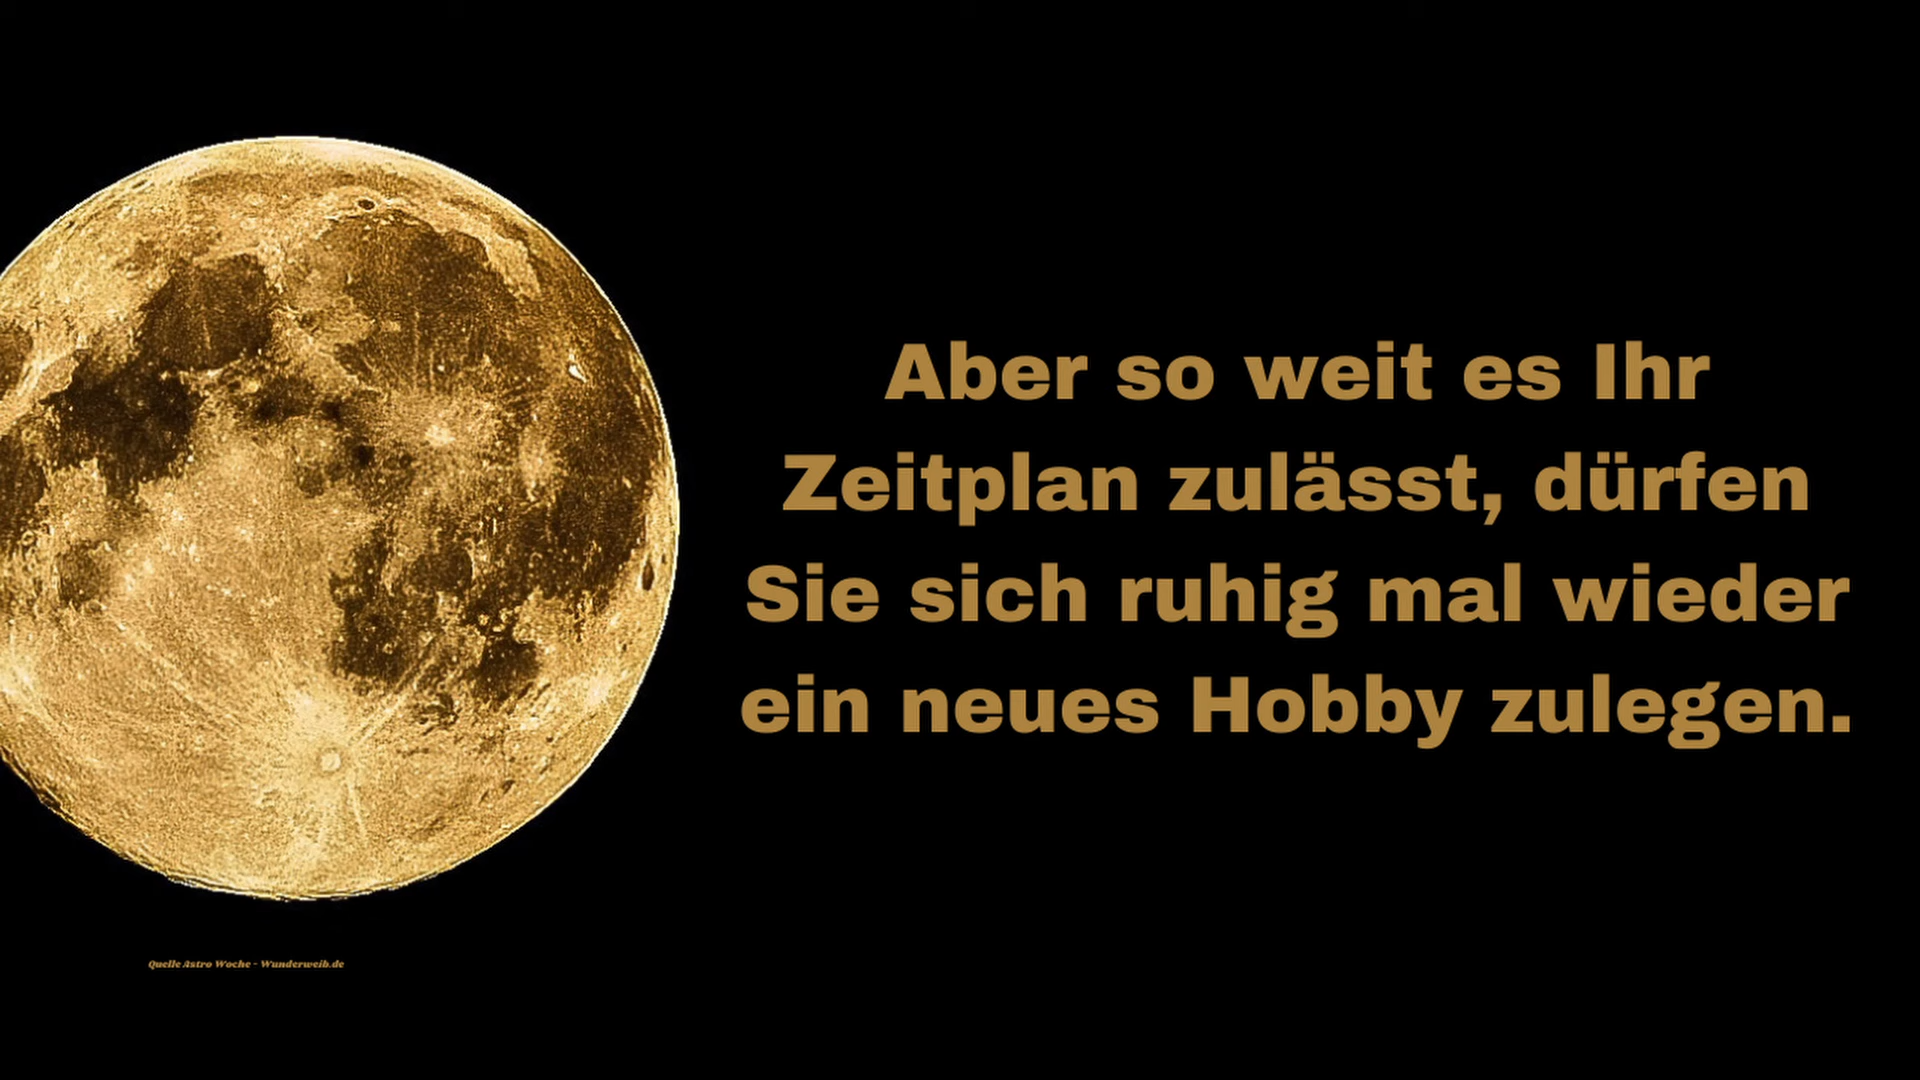 Aber so weit es Ihr
Zeitplan zulässt, dürfen
Sie sich ruhig mal wieder
ein neues Hobby zulegen.
Quelle Astro Woche - Wunderweib.de